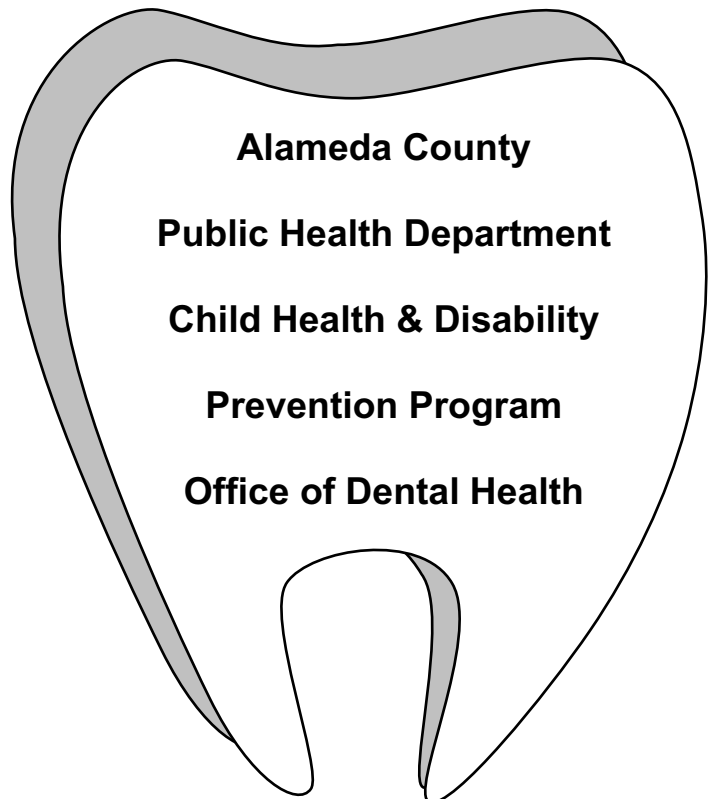 Alameda County
Public Health Department
Child Health & Disability
Prevention Program
Office of Dental Health